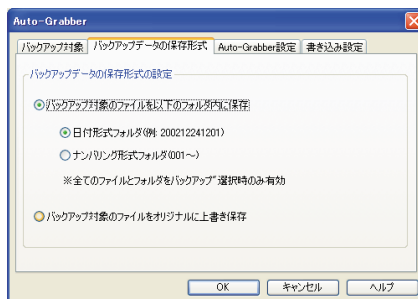 Auto-Grabber
バックアップ対象 バックアップデータの保存形式 Auto-Grabber設定 書き込み設定
バックアップデータの保存形式の設定
バックアップ対象のファイルを以下のフォルダ内に保存
日付形式フォルダ(例: 200212241201)
ナンバリング形式フォルダ(001～)
※全てのファイルとフォルダをバックアップ選択時のみ有効
バックアップ対象のファイルをオリジナルに上書き保存
OK キャンセル ヘルプ